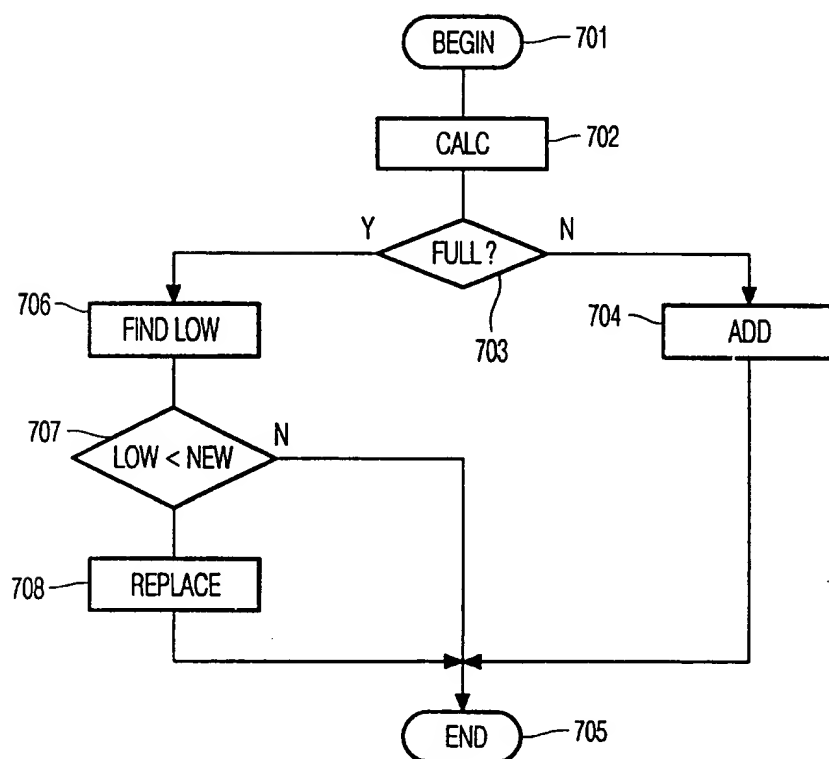 BEGIN 701
CALC 702
Y FULL? N
703
706 FIND LOW
704 ADD
707 LOW < NEW N
708 REPLACE
END 705